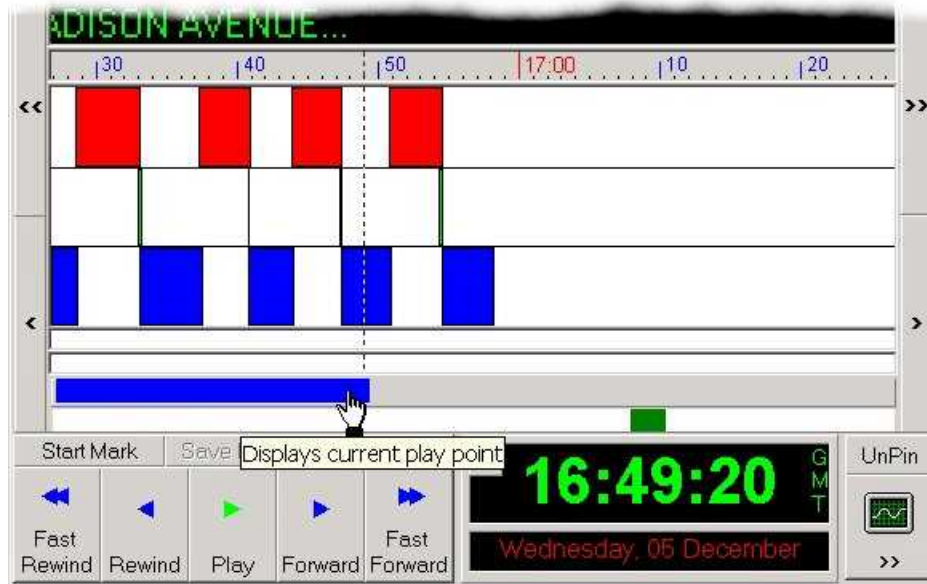 ADISON AVENUE...
30 40 50 17:00 10 20
<< >>
< >
Start Mark Save
Displays current play point
16:49:20 GMT
UnPin
Wednesday, 05 December
Fast Rewind
Rewind
Play
Forward
Fast Forward
>>